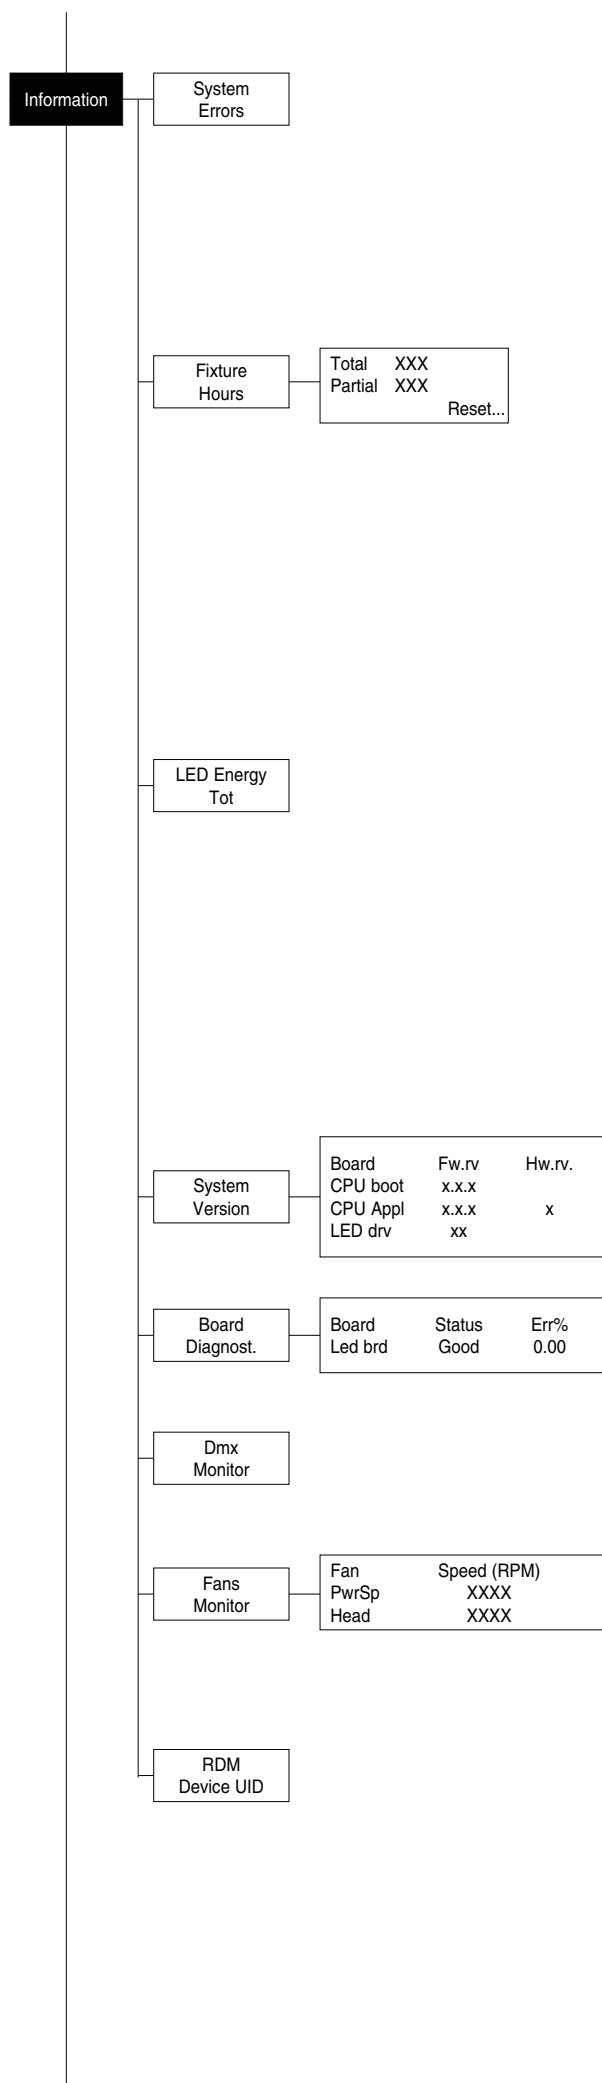 Information
System
Errors
Fixture
Hours
Total XXX
Partial XXX
Reset...
LED Energy
Tot
System
Version
Board Fw.rv Hw.rv.
CPU boot x.x.x
CPU Appl x.x.x x
LED drv xx
Board
Diagnost.
Board Status Err%
Led brd Good 0.00
Dmx
Monitor
Fans
Monitor
Fan Speed (RPM)
PwrSp XXXX
Head XXXX
RDM
Device UID